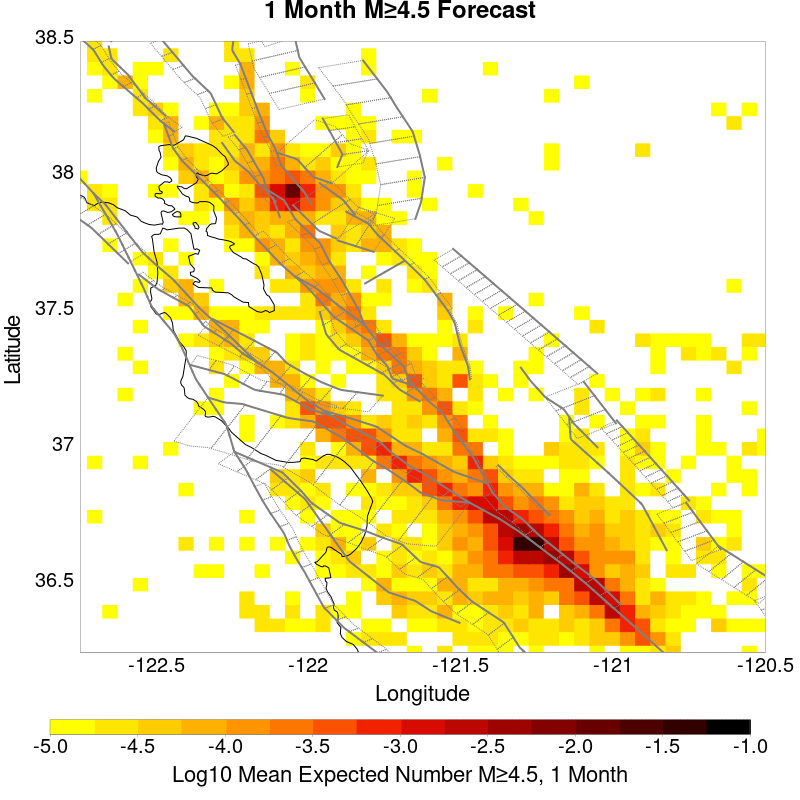 1 Month M≥4.5 Forecast
38.5
38
37.5
37
36.5
Latitude
-122.5 -122 -121.5 -121 -120.5
Longitude
-5.0 -4.5 -4.0 -3.5 -3.0 -2.5 -2.0 -1.5 -1.0
Log10 Mean Expected Number M≥4.5, 1 Month